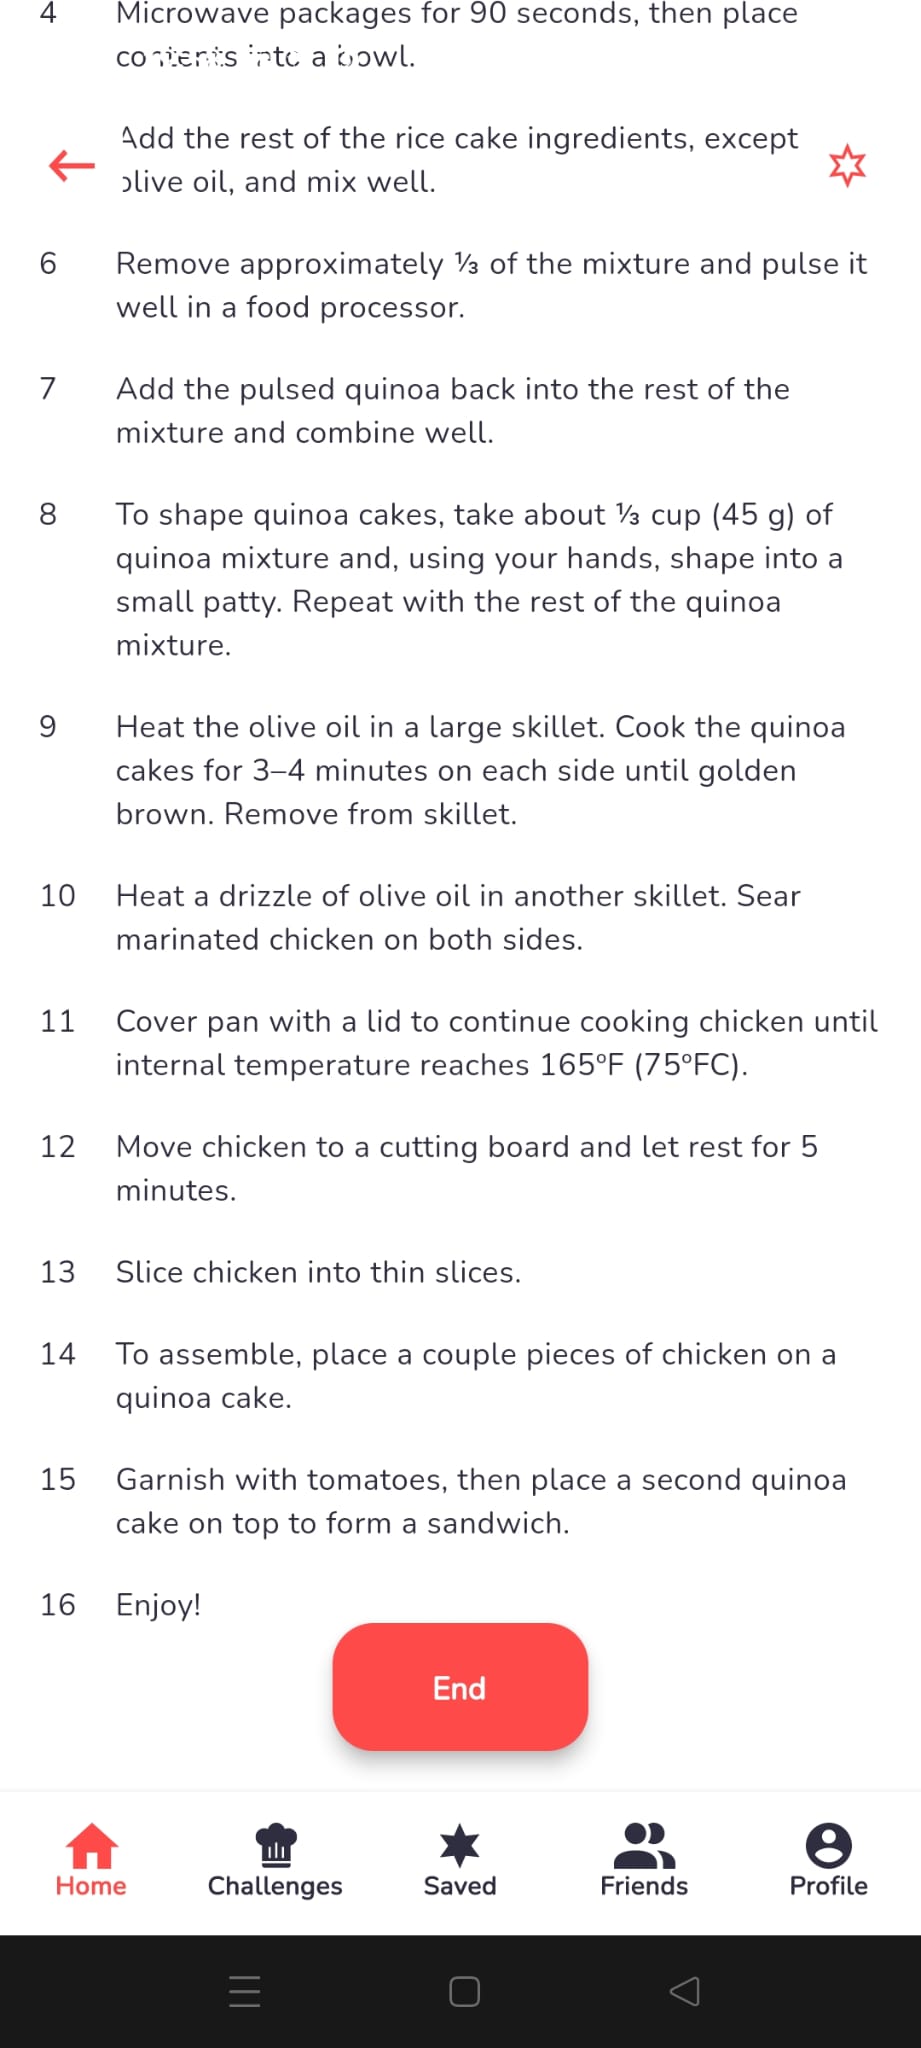 4 Microwave packages for 90 seconds, then place
contents into a bowl.
Add the rest of the rice cake ingredients, except
olive oil, and mix well.
6 Remove approximately ⅓ of the mixture and pulse it
well in a food processor.
7 Add the pulsed quinoa back into the rest of the
mixture and combine well.
8 To shape quinoa cakes, take about ⅓ cup (45 g) of
quinoa mixture and, using your hands, shape into a
small patty. Repeat with the rest of the quinoa
mixture.
9 Heat the olive oil in a large skillet. Cook the quinoa
cakes for 3–4 minutes on each side until golden
brown. Remove from skillet.
10 Heat a drizzle of olive oil in another skillet. Sear
marinated chicken on both sides.
11 Cover pan with a lid to continue cooking chicken until
internal temperature reaches 165ºF (75ºFC).
12 Move chicken to a cutting board and let rest for 5
minutes.
13 Slice chicken into thin slices.
14 To assemble, place a couple pieces of chicken on a
quinoa cake.
15 Garnish with tomatoes, then place a second quinoa
cake on top to form a sandwich.
16 Enjoy!
End
Home Challenges Saved Friends Profile